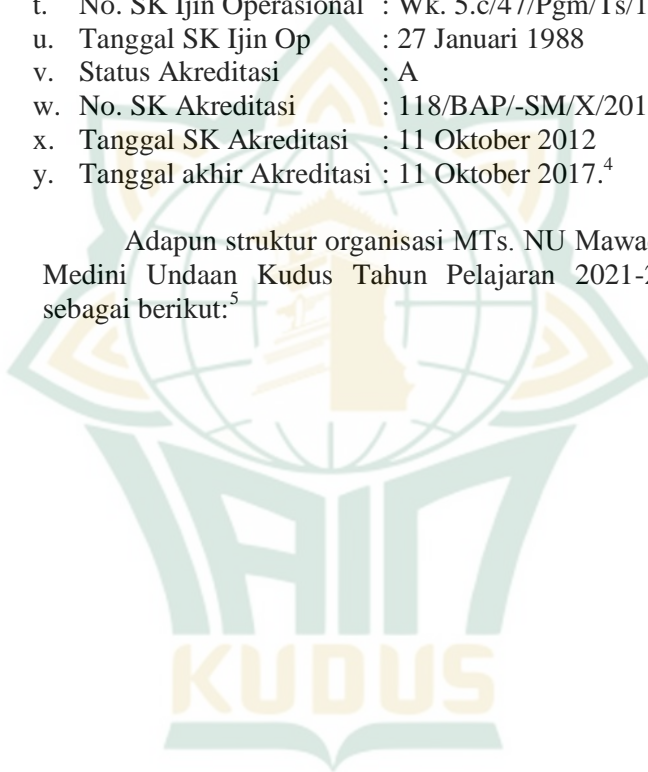 t. No. SK Ijin Operasional : Wk. 5.c/47/Pgm/Ts/1
u. Tanggal SK Ijin Op : 27 Januari 1988
v. Status Akreditasi : A
w. No. SK Akreditasi : 118/BAP/-SM/X/201
x. Tanggal SK Akreditasi : 11 Oktober 2012
y. Tanggal akhir Akreditasi : 11 Oktober 2017.4
Adapun struktur organisasi MTs. NU Mawa
Medini Undaan Kudus Tahun Pelajaran 2021-2
sebagai berikut:5
IAIN
KUDUS